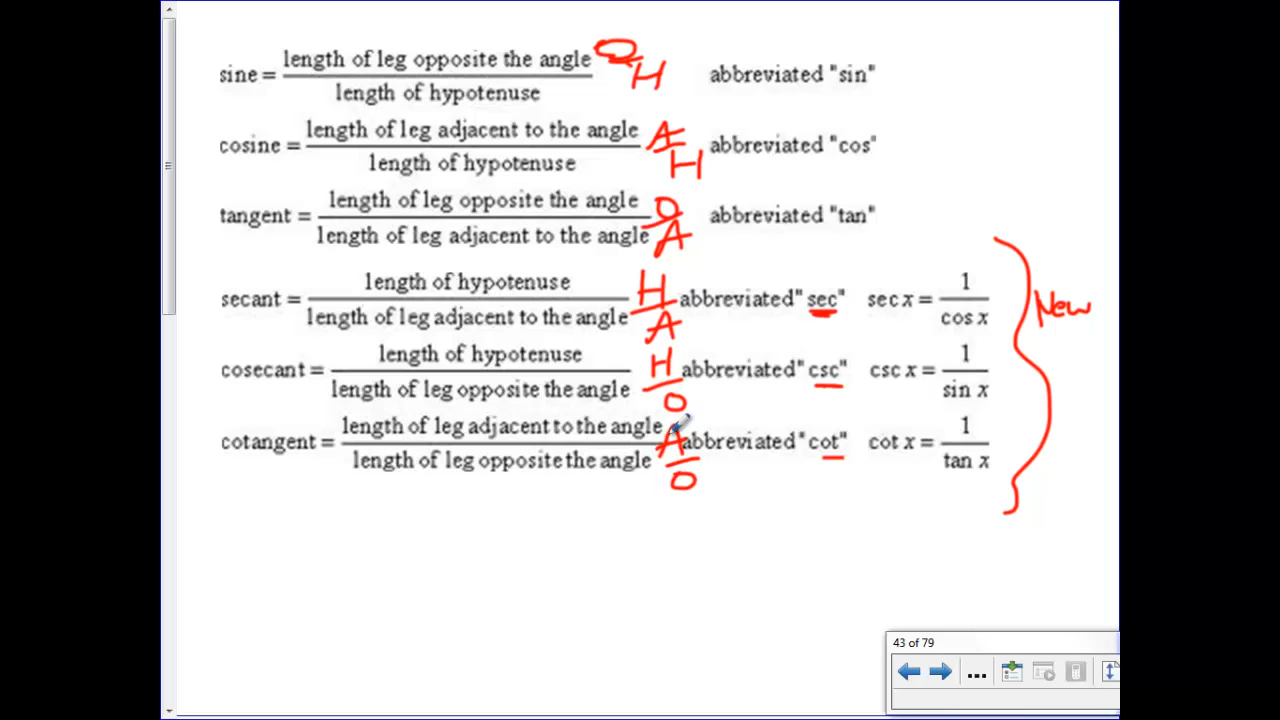 sine = length of leg opposite the angle / length of hypotenuse O/H abbreviated "sin"
cosine = length of leg adjacent to the angle / length of hypotenuse A/H abbreviated "cos"
tangent = length of leg opposite the angle / length of leg adjacent to the angle O/A abbreviated "tan"
secant = length of hypotenuse / length of leg adjacent to the angle H/A abbreviated" sec" sec x = 1 / cos x
New
cosecant = length of hypotenuse / length of leg opposite the angle H/O abbreviated" csc" csc x = 1 / sin x
cotangent = length of leg adjacent to the angle / length of leg opposite the angle A/O abbreviated "cot" cot x = 1 / tan x
43 of 79